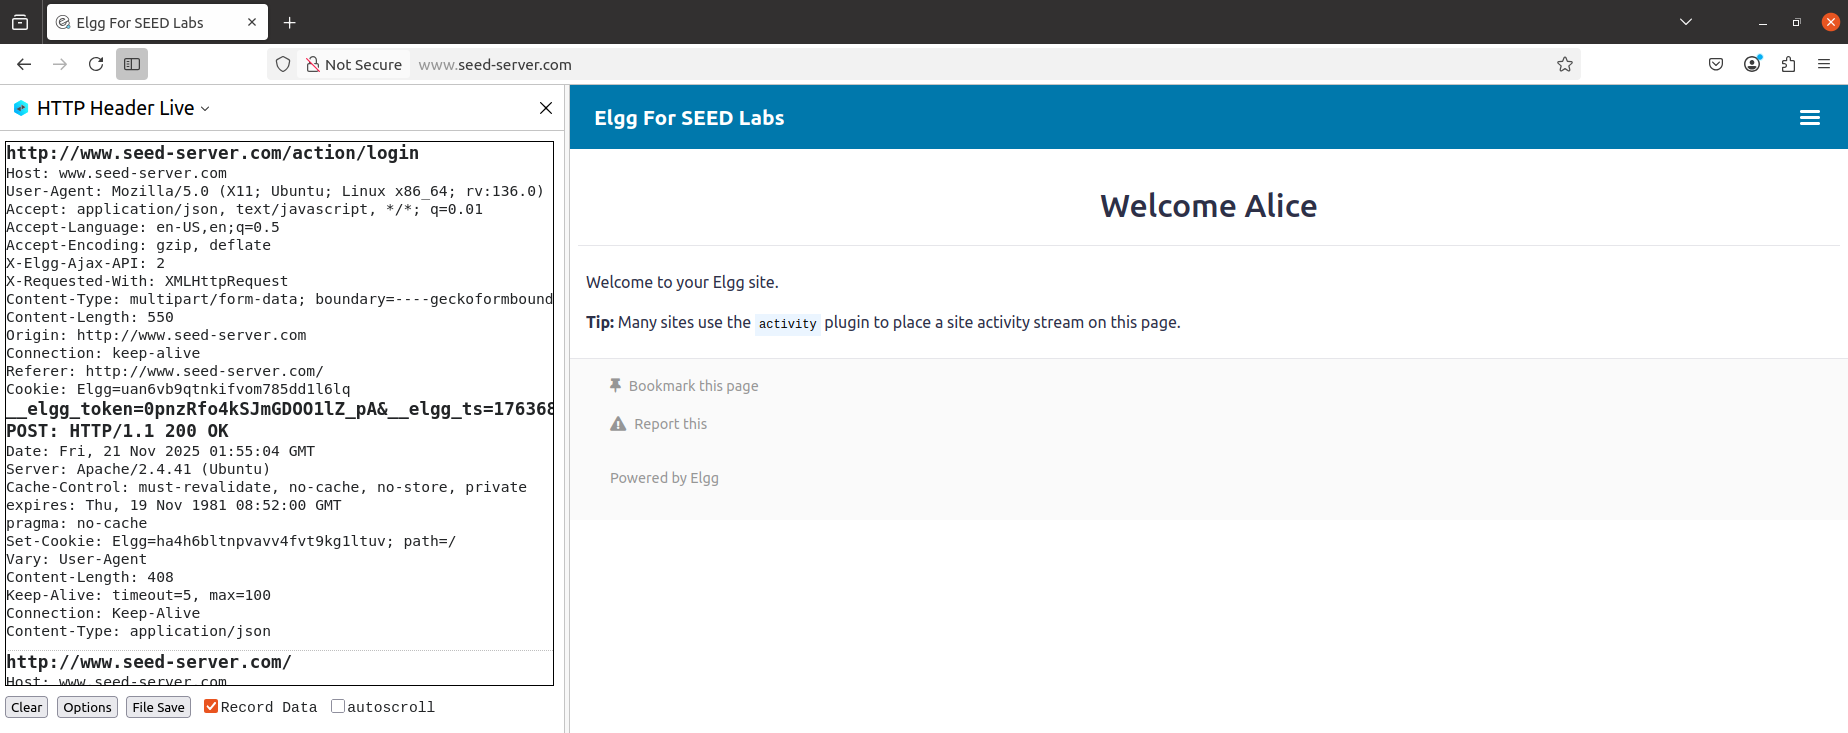 Elgg For SEED Labs
Not Secure www.seed-server.com
HTTP Header Live
http://www.seed-server.com/action/login
Host: www.seed-server.com
User-Agent: Mozilla/5.0 (X11; Ubuntu; Linux x86_64; rv:136.0)
Accept: application/json, text/javascript, */*; q=0.01
Accept-Language: en-US,en;q=0.5
Accept-Encoding: gzip, deflate
X-Elgg-Ajax-API: 2
X-Requested-With: XMLHttpRequest
Content-Type: multipart/form-data; boundary=----geckoformbound
Content-Length: 550
Origin: http://www.seed-server.com
Connection: keep-alive
Referer: http://www.seed-server.com/
Cookie: Elgg=uan6vb9qtnkifvom785dd1l6lq
__elgg_token=0pnzRfo4kSJmGDOO1lZ_pA&__elgg_ts=176368
POST: HTTP/1.1 200 OK
Date: Fri, 21 Nov 2025 01:55:04 GMT
Server: Apache/2.4.41 (Ubuntu)
Cache-Control: must-revalidate, no-cache, no-store, private
expires: Thu, 19 Nov 1981 08:52:00 GMT
pragma: no-cache
Set-Cookie: Elgg=ha4h6bltnpvavv4fvt9kg1ltuv; path=/
Vary: User-Agent
Content-Length: 408
Keep-Alive: timeout=5, max=100
Connection: Keep-Alive
Content-Type: application/json
http://www.seed-server.com/
Host: www.seed-server.com
Clear Options File Save Record Data autoscroll
Elgg For SEED Labs
Welcome Alice
Welcome to your Elgg site.
Tip: Many sites use the activity plugin to place a site activity stream on this page.
Bookmark this page
Report this
Powered by Elgg